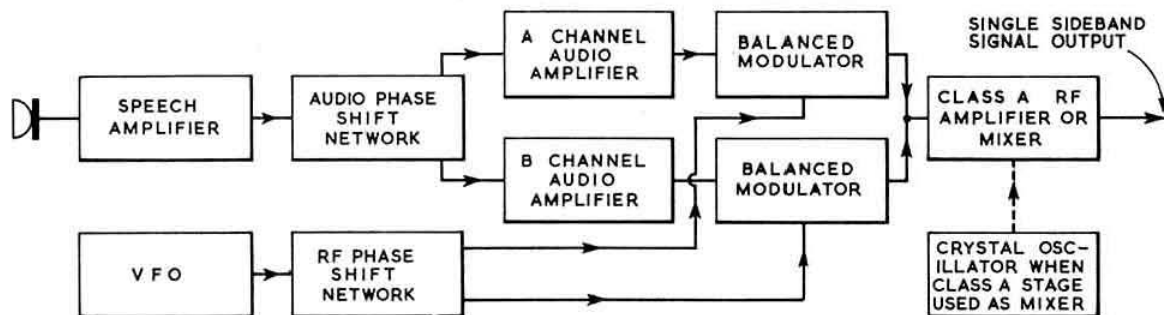 SPEECH
AMPLIFIER
AUDIO PHASE
SHIFT
NETWORK
A CHANNEL
AUDIO
AMPLIFIER
BALANCED
MODULATOR
SINGLE SIDEBAND
SIGNAL OUTPUT
CLASS A RF
AMPLIFIER OR
MIXER
B CHANNEL
AUDIO
AMPLIFIER
BALANCED
MODULATOR
VFO
RF PHASE
SHIFT
NETWORK
CRYSTAL OSC-
ILLATOR WHEN
CLASS A STAGE
USED AS MIXER